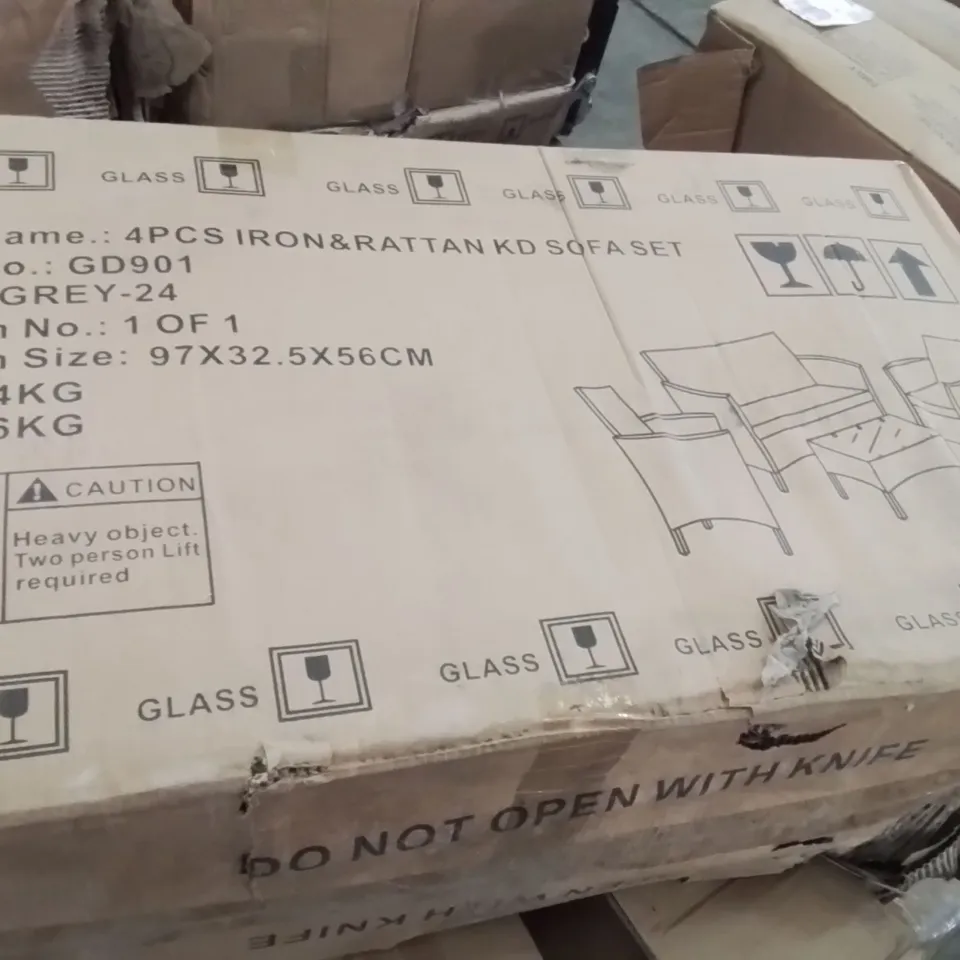 GLASS GLASS GLASS GLASS GLASS
ame.: 4PCS IRON&RATTAN KD SOFA SET
o.: GD901
GREY-24
n No.: 1 OF 1
n Size: 97X32.5X56CM
4KG
6KG
CAUTION
Heavy object.
Two person Lift
required
GLASS GLASS GLASS GLASS
DO NOT OPEN WITH KNIFE
WITH KNIFE